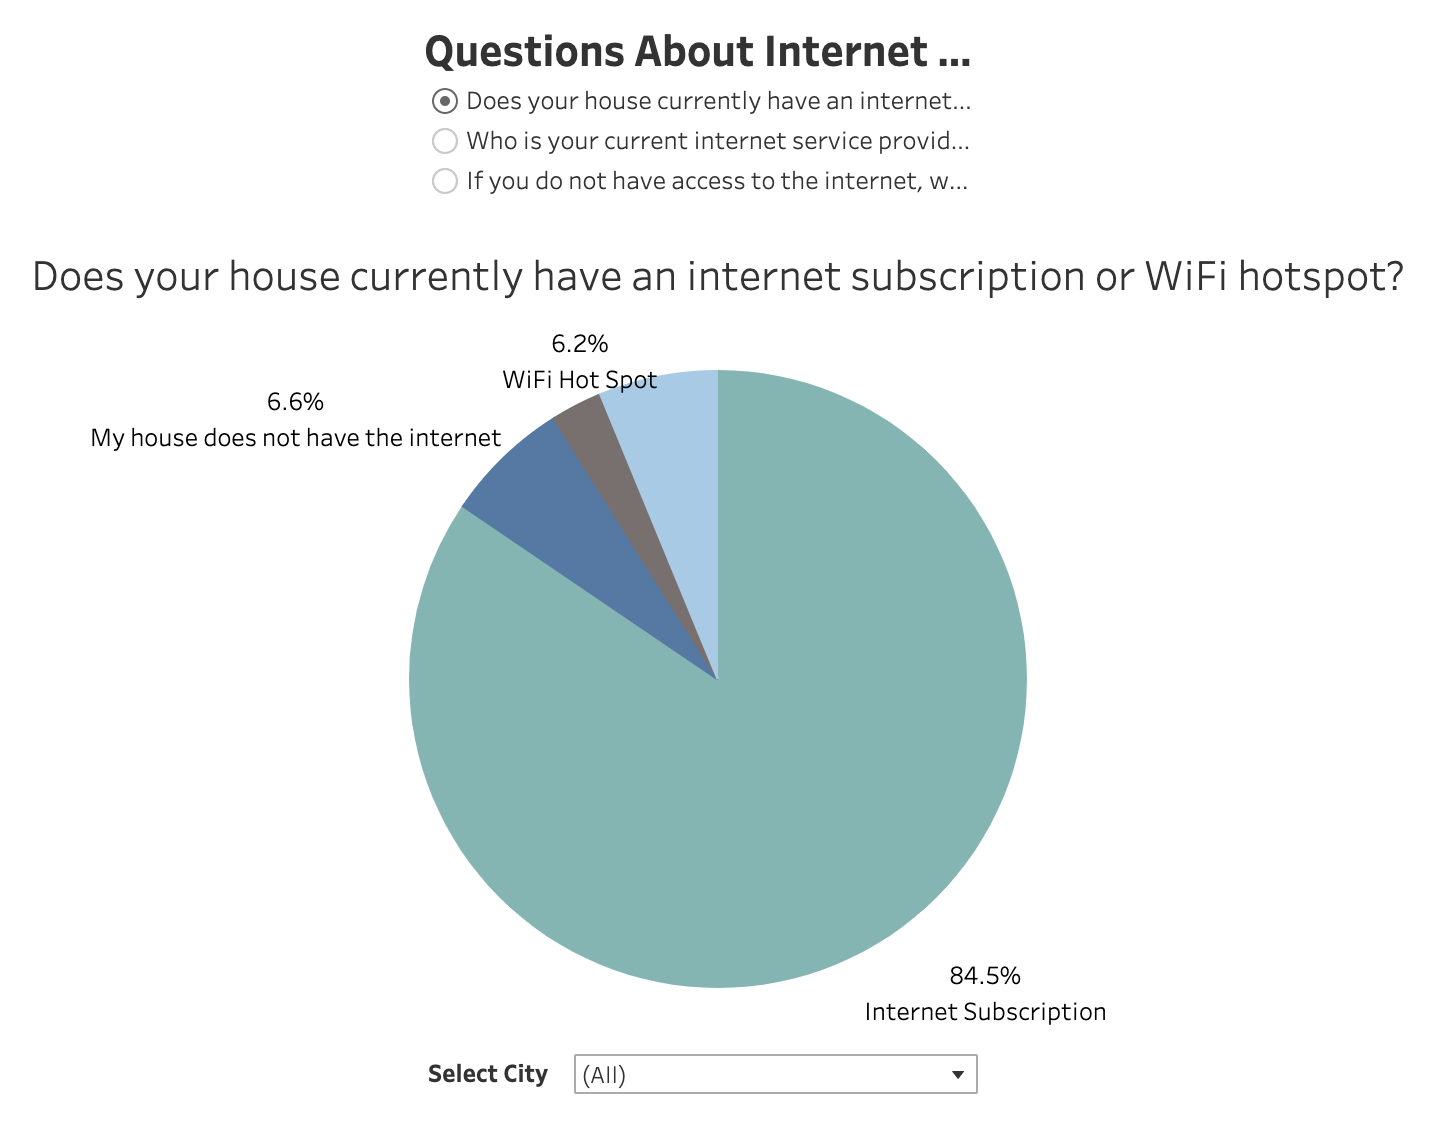 Questions About Internet ...
Does your house currently have an internet...
Who is your current internet service provid...
If you do not have access to the internet, w...
Does your house currently have an internet subscription or WiFi hotspot?
6.2%
WiFi Hot Spot
6.6%
My house does not have the internet
84.5%
Internet Subscription
Select City
(All)